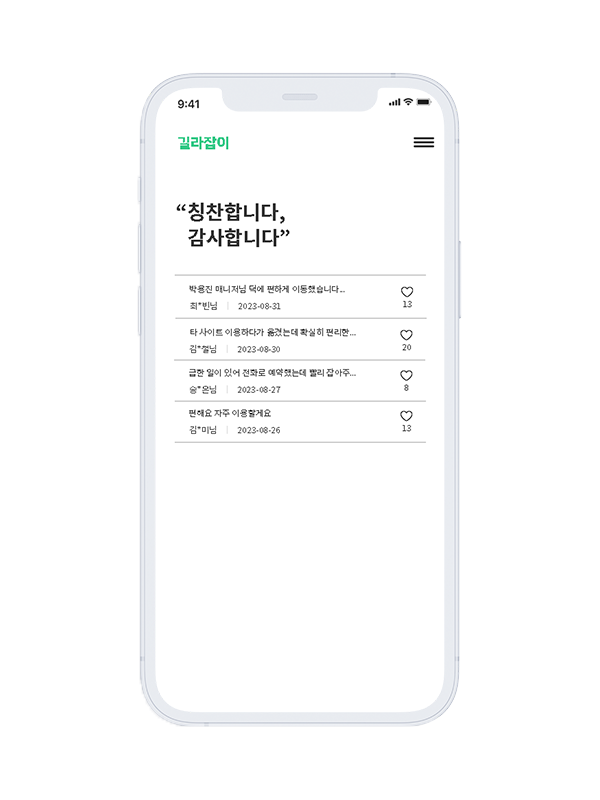 9:41
길라잡이
“칭찬합니다,
감사합니다”
박용진 매니저님 덕에 편하게 이동했습니다...
최*빈님 | 2023-08-31
13
타 사이트 이용하다가 옮겼는데 확실히 편리한...
김*철님 | 2023-08-30
20
급한 일이 있어 전화로 예약했는데 빨리 잡아주...
송*은님 | 2023-08-27
8
편해요 자주 이용할게요
김*미님 | 2023-08-26
13